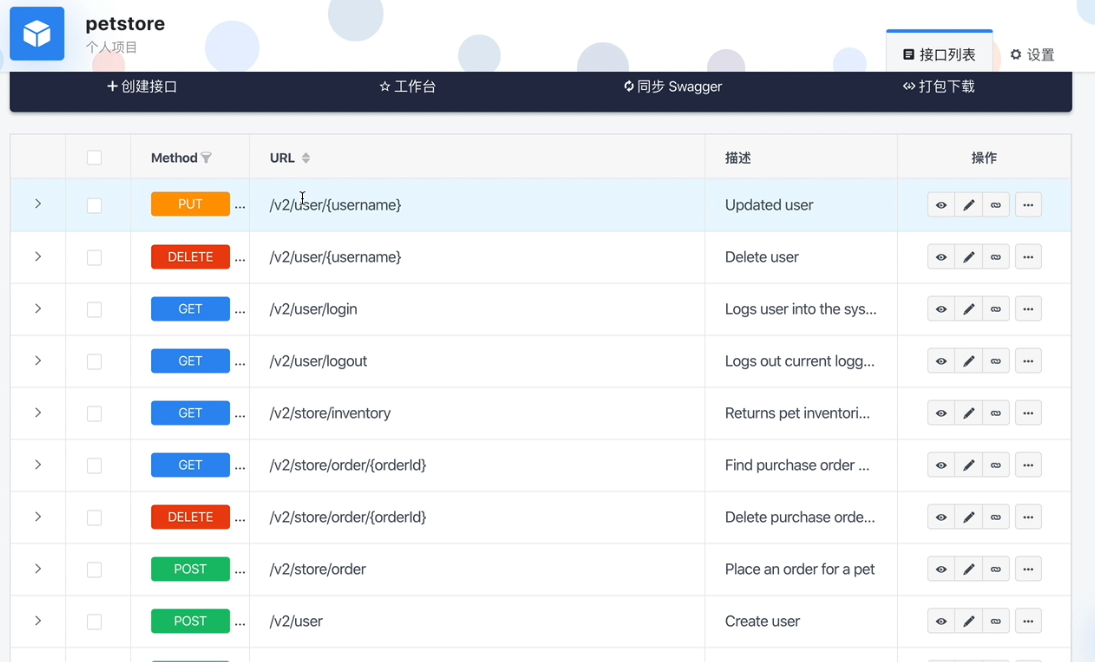 petstore
个人项目
接口列表 设置
创建接口 工作台 同步 Swagger 打包下载
Method URL 描述 操作
PUT ... /v2/user/{username} Updated user
DELETE ... /v2/user/{username} Delete user
GET ... /v2/user/login Logs user into the sys...
GET ... /v2/user/logout Logs out current logg...
GET ... /v2/store/inventory Returns pet inventori...
GET ... /v2/store/order/{orderId} Find purchase order ...
DELETE ... /v2/store/order/{orderId} Delete purchase orde...
POST ... /v2/store/order Place an order for a pet
POST ... /v2/user Create user